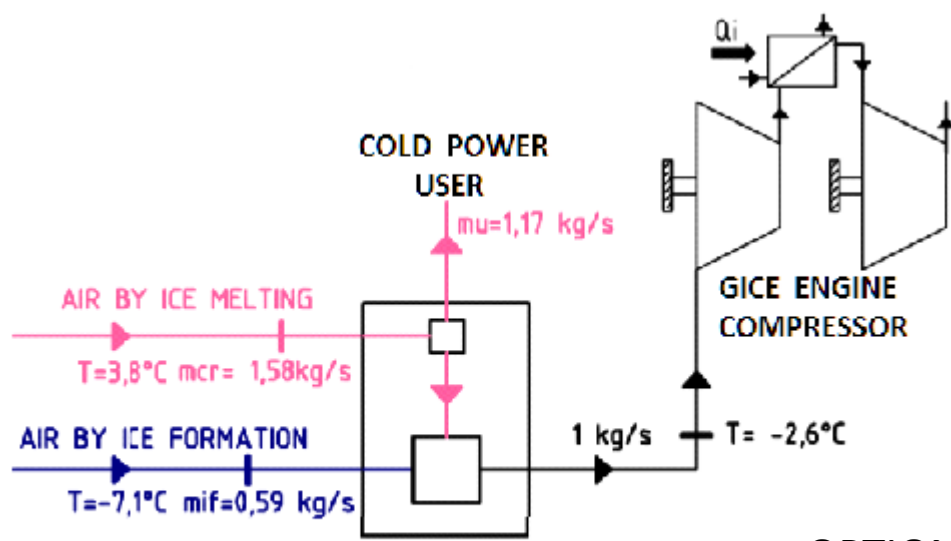 Qi
COLD POWER
USER
mu=1,17 kg/s
AIR BY ICE MELTING
T=3,8°C mcr= 1,58kg/s
GICE ENGINE
COMPRESSOR
AIR BY ICE FORMATION
1 kg/s
T= -2,6°C
T=-7,1°C mif=0,59 kg/s